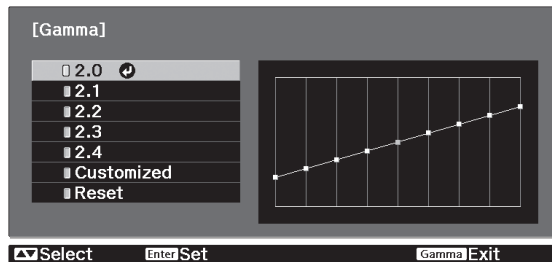 [Gamma]
2.0
2.1
2.2
2.3
2.4
Customized
Reset
Select Enter Set Gamma Exit